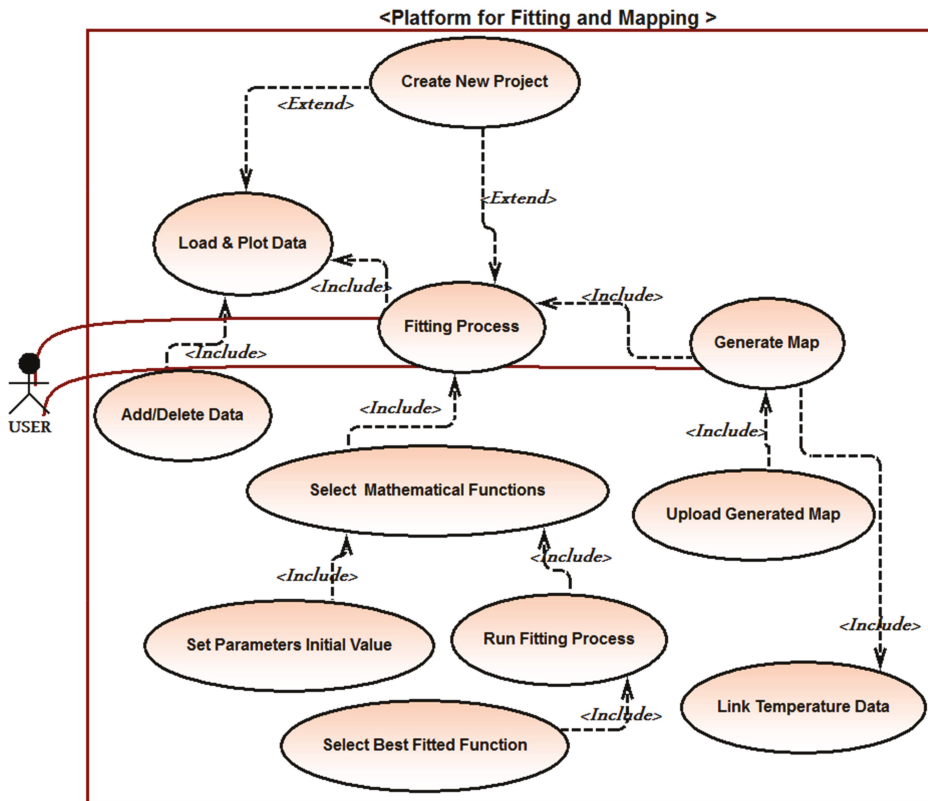 <Platform for Fitting and Mapping >
Create New Project
<Extend>
<Extend>
Load & Plot Data
<Include>
<Include>
Fitting Process
Generate Map
<Include>
USER
Add/Delete Data
<Include>
<Include>
Select Mathematical Functions
Upload Generated Map
<Include>
<Include>
Set Parameters Initial Value
Run Fitting Process
<Include>
Link Temperature Data
<Include>
Select Best Fitted Function